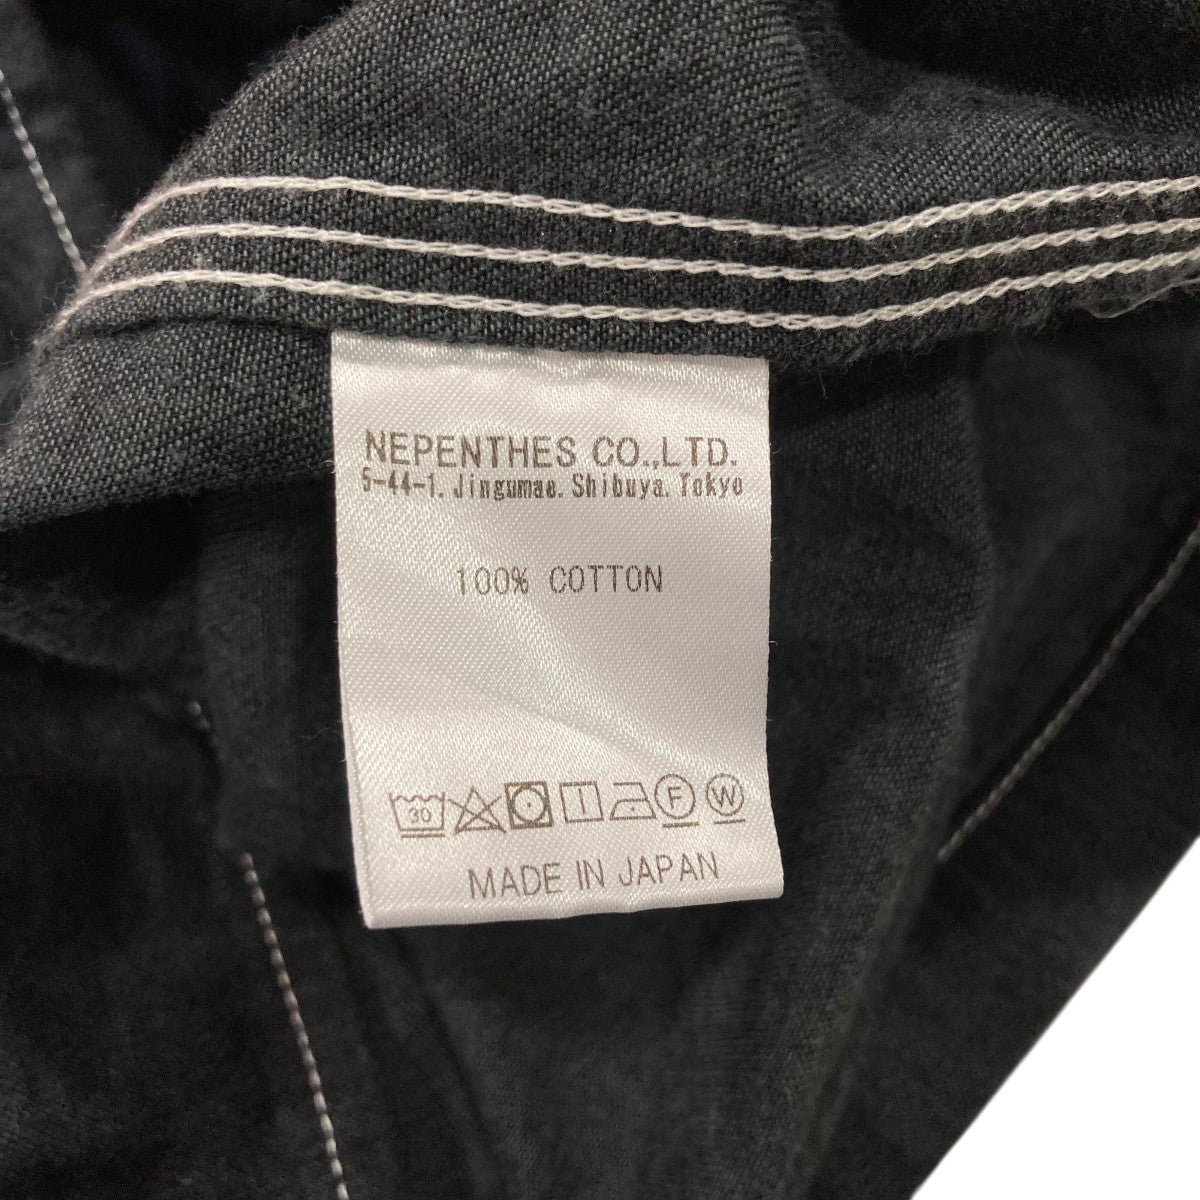 NEPENTHES CO.,LTD.
5-44-1. Jingumae. Shibuya. Tokyo
100% COTTON
30 F W
MADE IN JAPAN